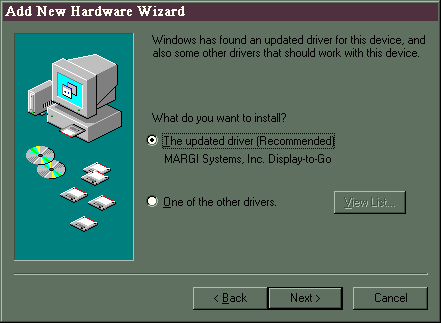 Add New Hardware Wizard
Windows has found an updated driver for this device, and
also some other drivers that should work with this device.
What do you want to install?
The updated driver (Recommended)
MARGI Systems, Inc. Display-to-Go
One of the other drivers.
View List...
< Back
Next >
Cancel